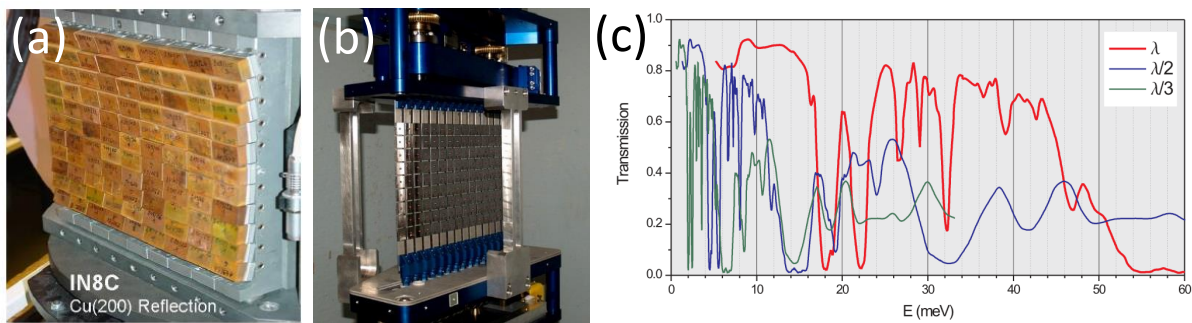 (a)
IN8C
Cu(200) Reflection
(b)
(c)
Transmission
1.0
0.8
0.6
0.4
0.2
0.0
0 10 20 30 40 50 60
E (meV)
λ
λ/2
λ/3